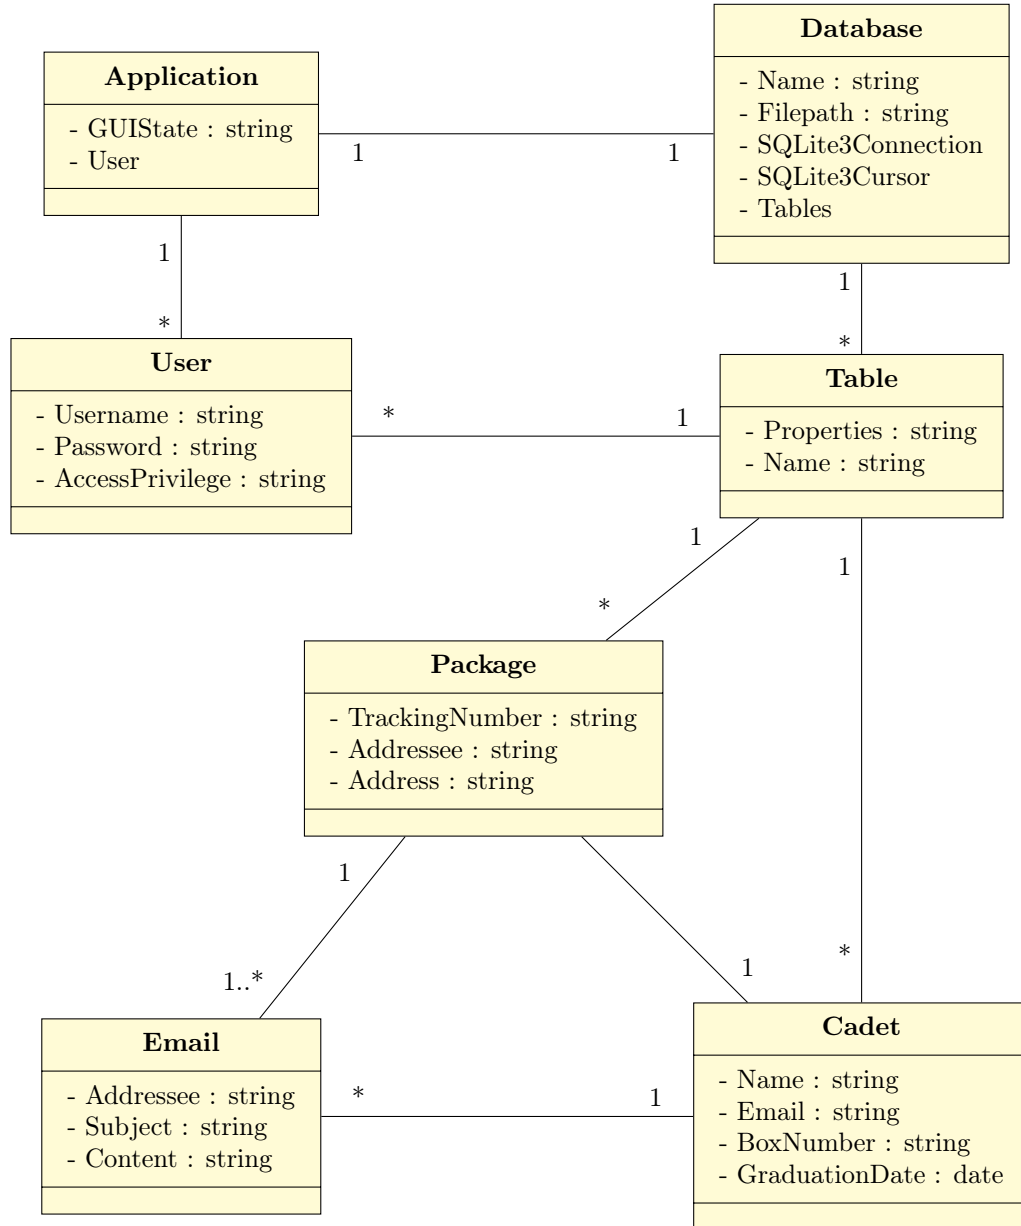 Database
- Name : string
- Filepath : string
- SQLite3Connection
- SQLite3Cursor
- Tables
Application
- GUIState : string
- User
1
1
1
*
1
*
User
- Username : string
- Password : string
- AccessPrivilege : string
*
1
Table
- Properties : string
- Name : string
1
*
1
*
Package
- TrackingNumber : string
- Addressee : string
- Address : string
1
1..*
1
Email
- Addressee : string
- Subject : string
- Content : string
*
1
Cadet
- Name : string
- Email : string
- BoxNumber : string
- GraduationDate : date